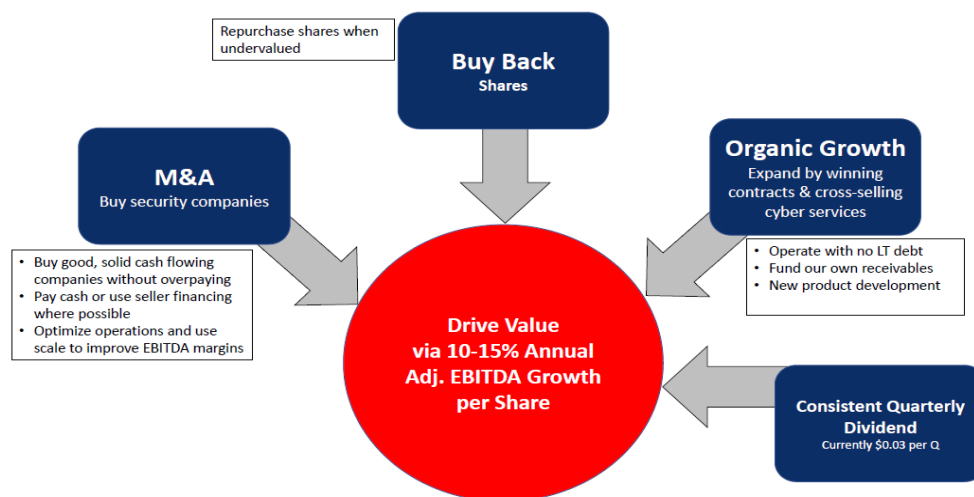 Repurchase shares when
undervalued
Buy Back
Shares
M&A
Buy security companies
• Buy good, solid cash flowing
companies without overpaying
• Pay cash or use seller financing
where possible
• Optimize operations and use
scale to improve EBITDA margins
Organic Growth
Expand by winning
contracts & cross-selling
cyber services
• Operate with no LT debt
• Fund our own receivables
• New product development
Drive Value
via 10-15% Annual
Adj. EBITDA Growth
per Share
Consistent Quarterly
Dividend
Currently $0.03 per Q